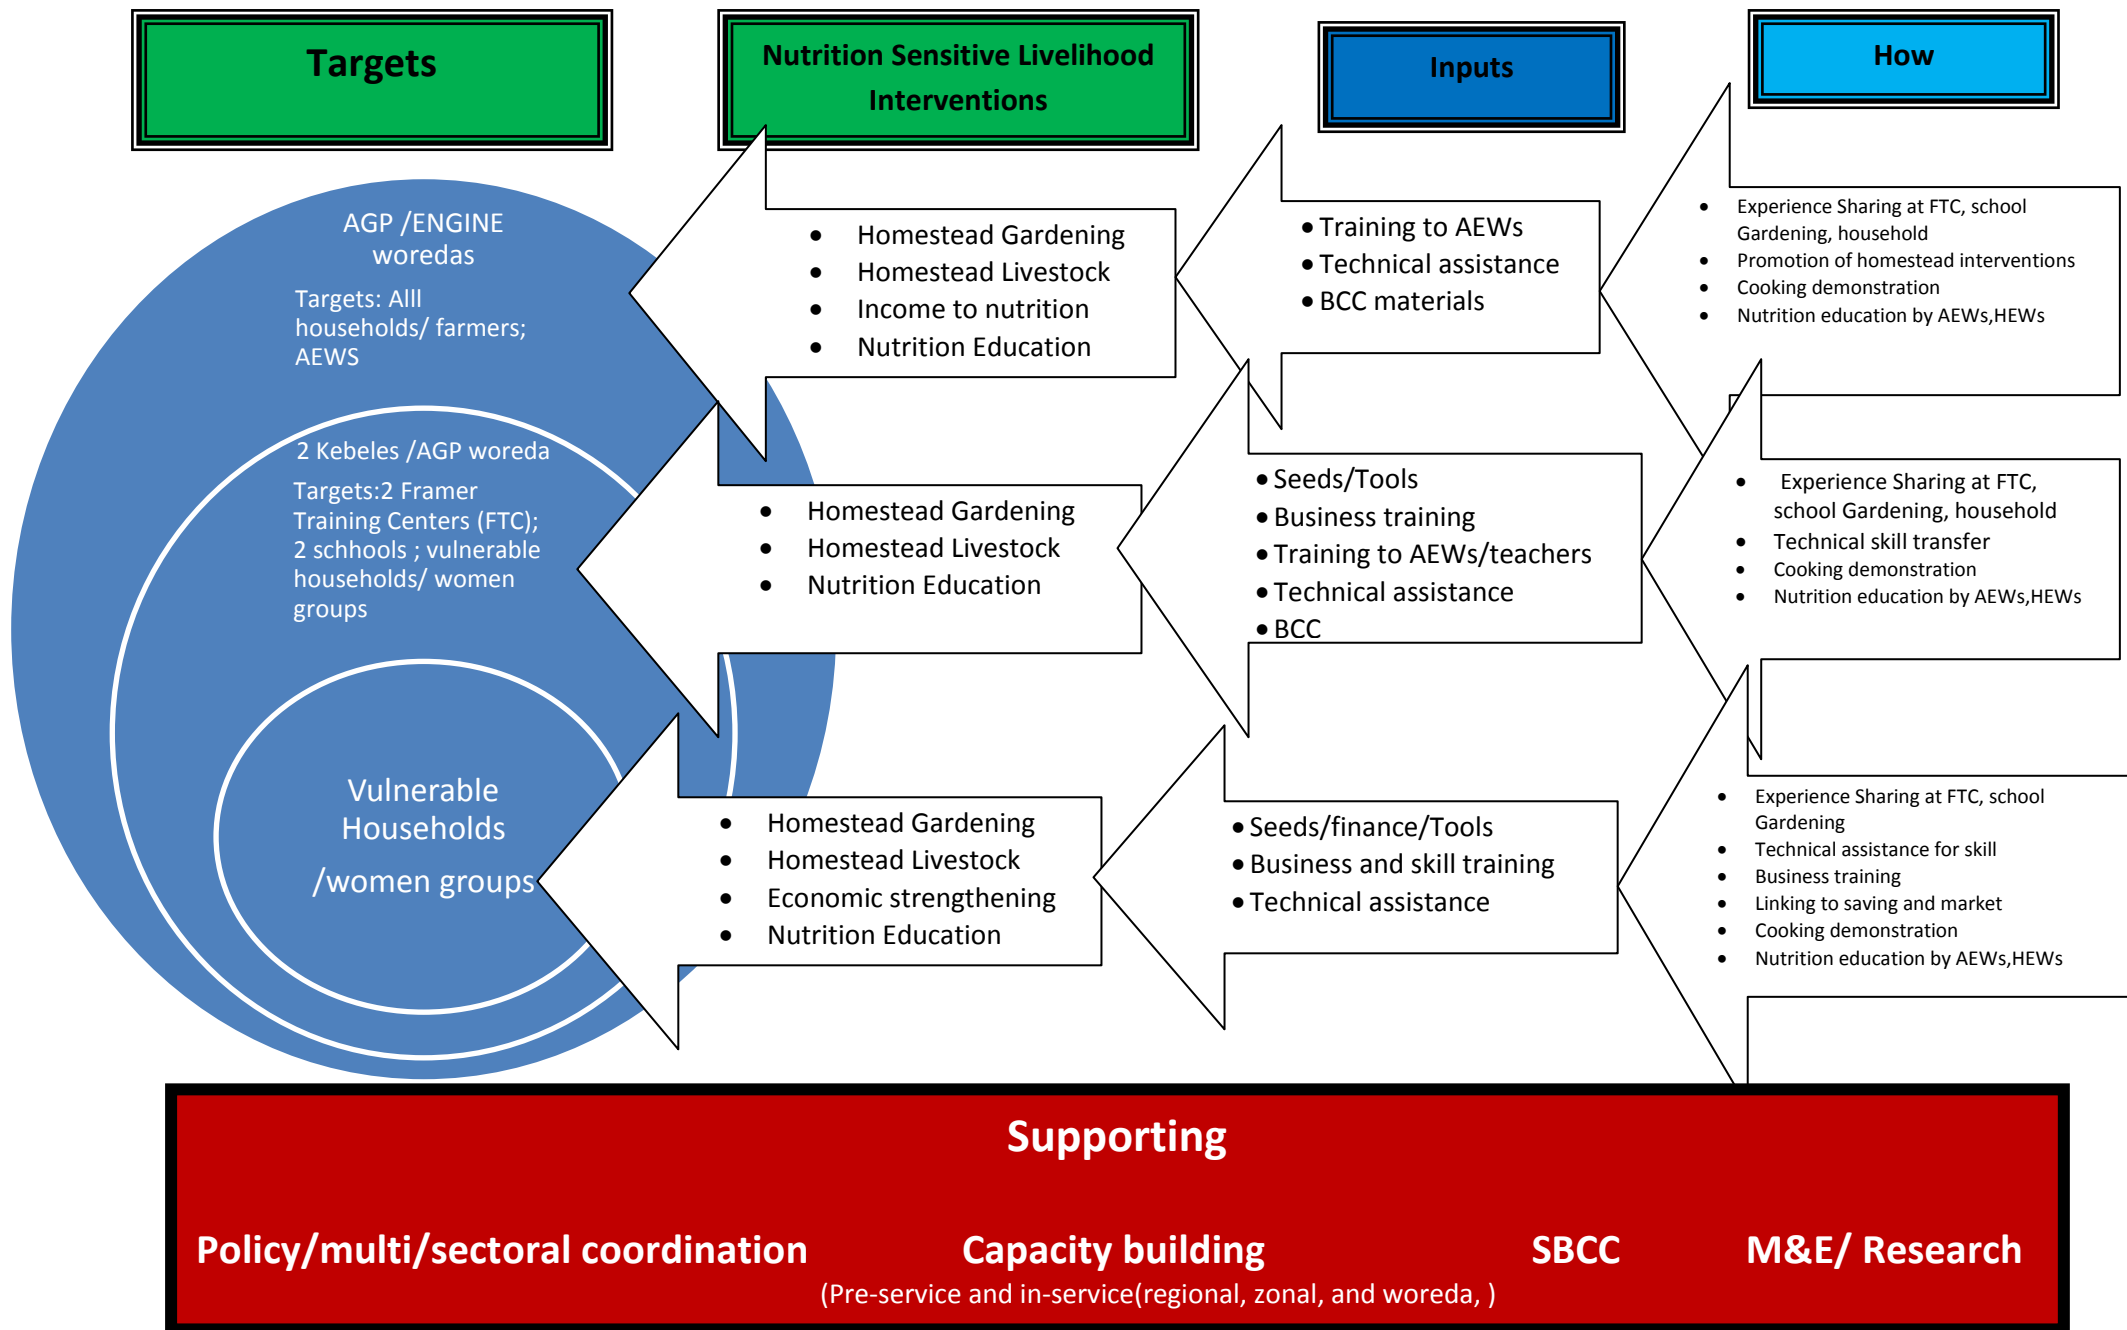 Targets
Nutrition Sensitive Livelihood
Interventions
Inputs
How
AGP /ENGINE
woredas
Targets: Alll
households/ farmers;
AEWS
• Homestead Gardening
• Homestead Livestock
• Income to nutrition
• Nutrition Education
• Training to AEWs
• Technical assistance
• BCC materials
• Experience Sharing at FTC, school
Gardening, household
• Promotion of homestead interventions
• Cooking demonstration
• Nutrition education by AEWs,HEWs
2 Kebeles /AGP woreda
Targets:2 Framer
Training Centers (FTC);
2 schhools ; vulnerable
households/ women
groups
• Homestead Gardening
• Homestead Livestock
• Nutrition Education
• Seeds/Tools
• Business training
• Training to AEWs/teachers
• Technical assistance
• BCC
• Experience Sharing at FTC,
school Gardening, household
• Technical skill transfer
• Cooking demonstration
• Nutrition education by AEWs,HEWs
Vulnerable
Households
/women groups
• Homestead Gardening
• Homestead Livestock
• Economic strengthening
• Nutrition Education
• Seeds/finance/Tools
• Business and skill training
• Technical assistance
• Experience Sharing at FTC, school
Gardening
• Technical assistance for skill
• Business training
• Linking to saving and market
• Cooking demonstration
• Nutrition education by AEWs,HEWs
Supporting
Policy/multi/sectoral coordination
Capacity building
SBCC
M&E/ Research
(Pre-service and in-service(regional, zonal, and woreda, )